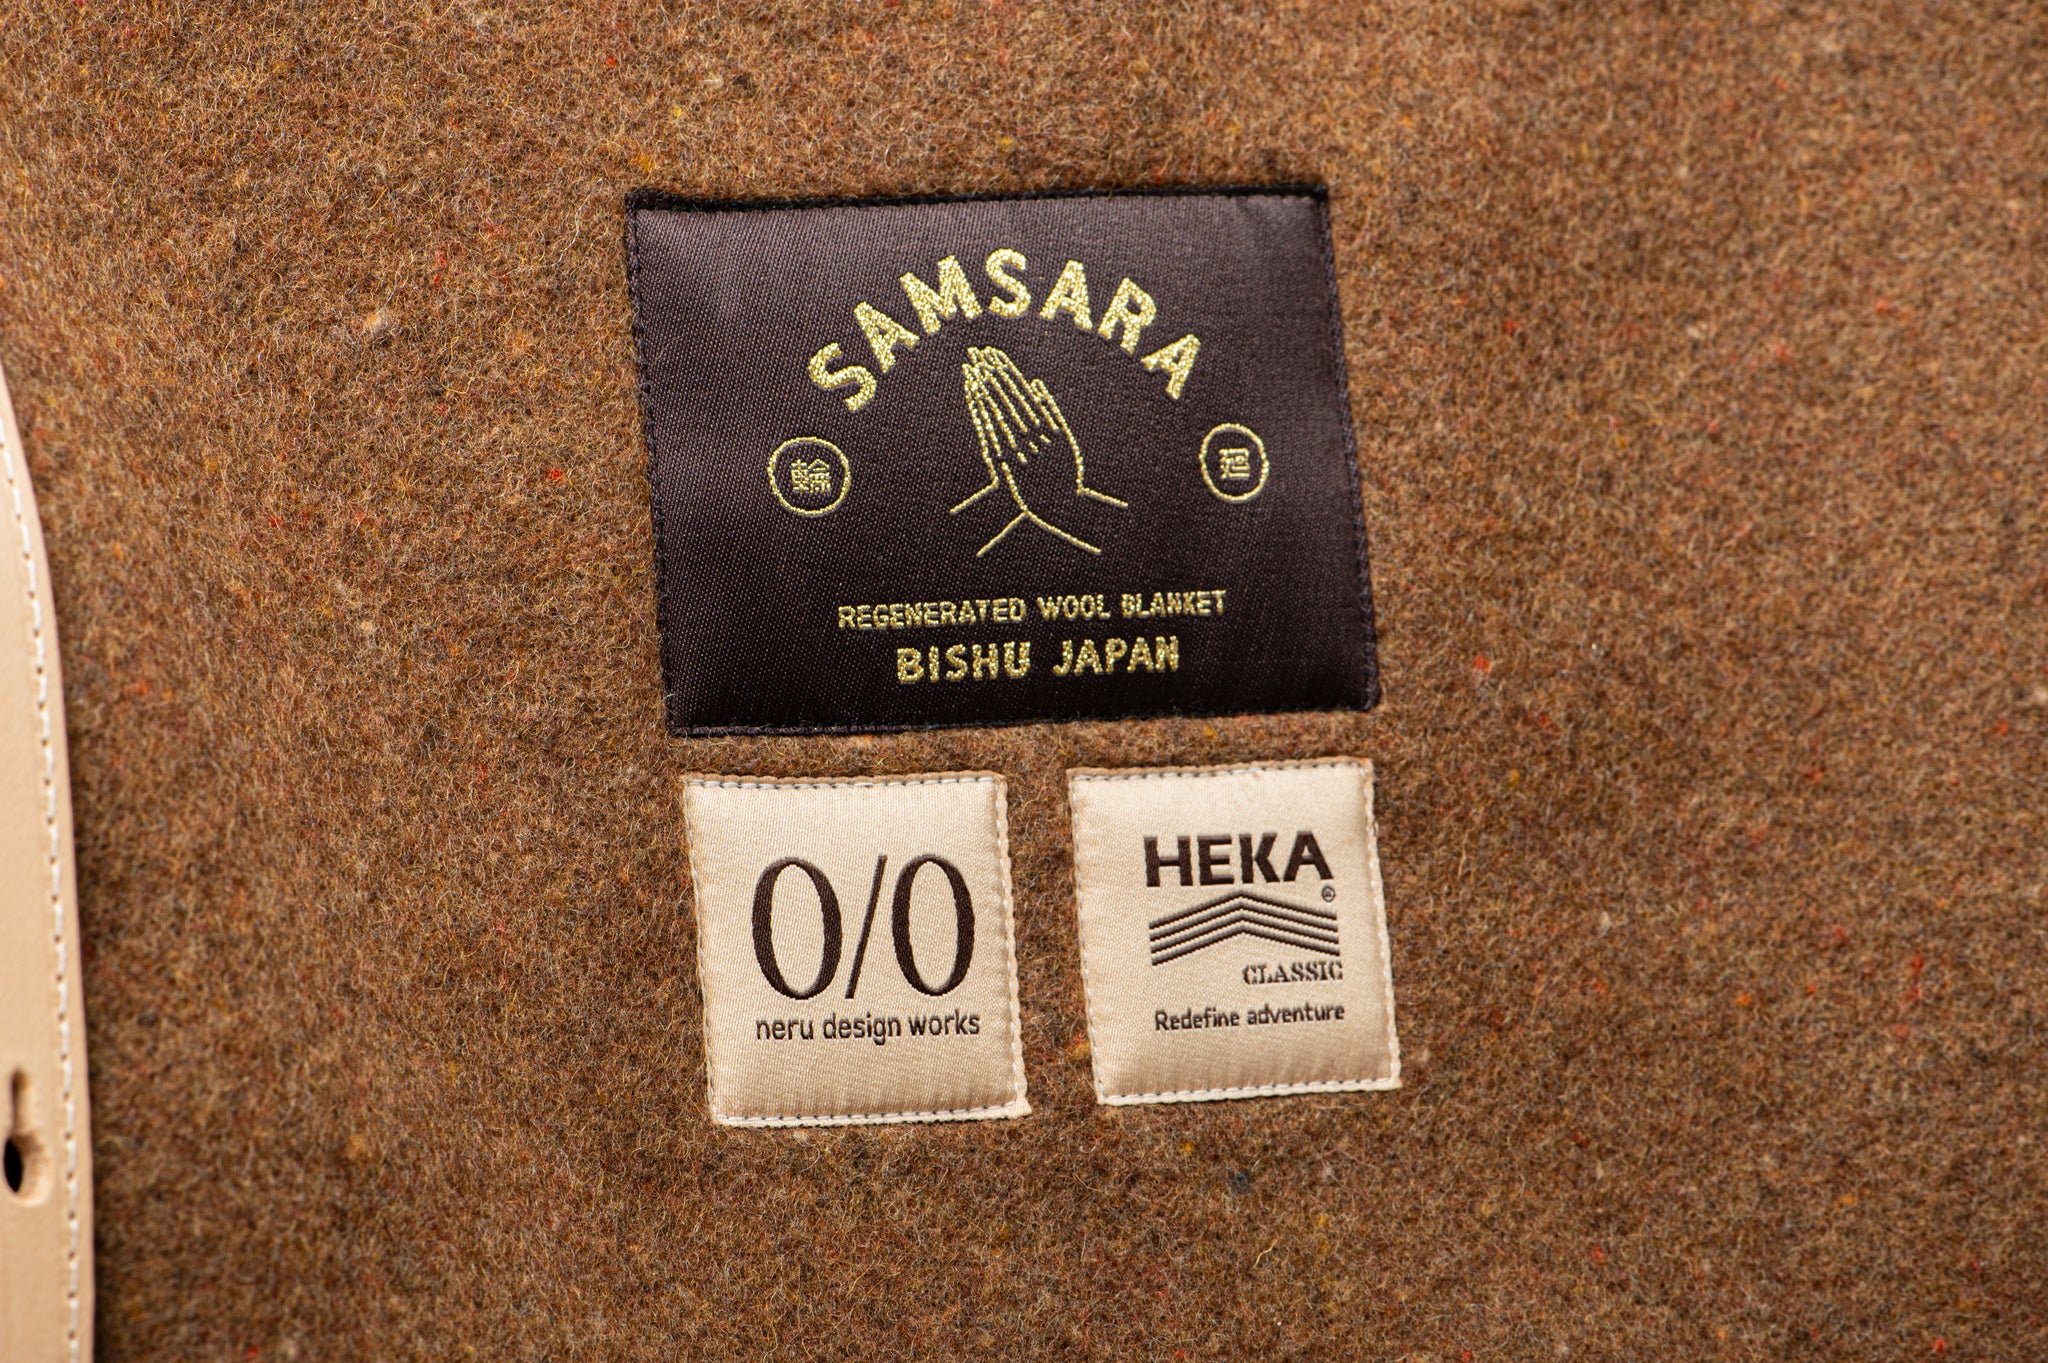 SAMSARA
輪
廻
REGENERATED WOOL BLANKET
BISHU JAPAN
0/0
neru design works
HEKA
®
CLASSIC
Redefine adventure